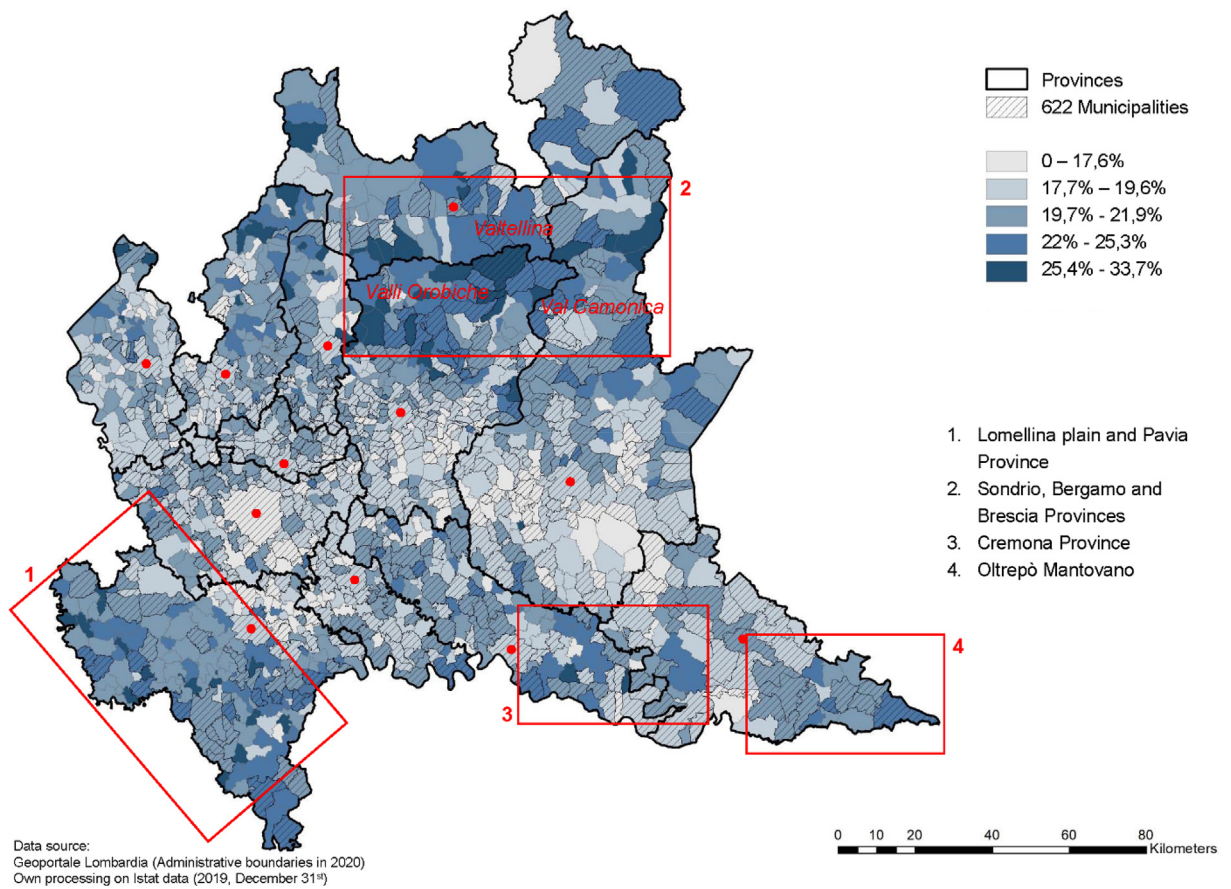 Provinces
622 Municipalities
0 – 17,6%
17,7% – 19,6%
19,7% - 21,9%
22% - 25,3%
25,4% - 33,7%
2
Valtellina
Valli Orobiche
Val Camonica
1. Lomellina plain and Pavia
Province
2. Sondrio, Bergamo and
Brescia Provinces
3. Cremona Province
4. Oltrepò Mantovano
1
3
4
0 10 20 40 60 80
Kilometers
Data source:
Geoportale Lombardia (Administrative boundaries in 2020)
Own processing on Istat data (2019, December 31st)